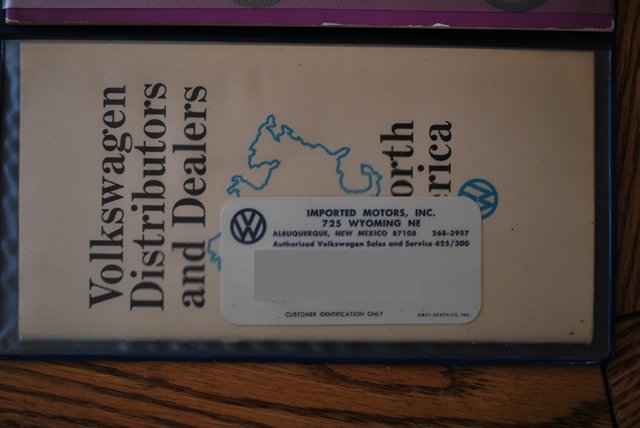 Volkswagen
Distributors
and Dealers
orth
erica
IMPORTED MOTORS, INC.
725 WYOMING NE
ALBUQUERQUE, NEW MEXICO 87108 268-3957
Authorized Volkswagen Sales and Service 425/300
CUSTOMER IDENTIFICATION ONLY